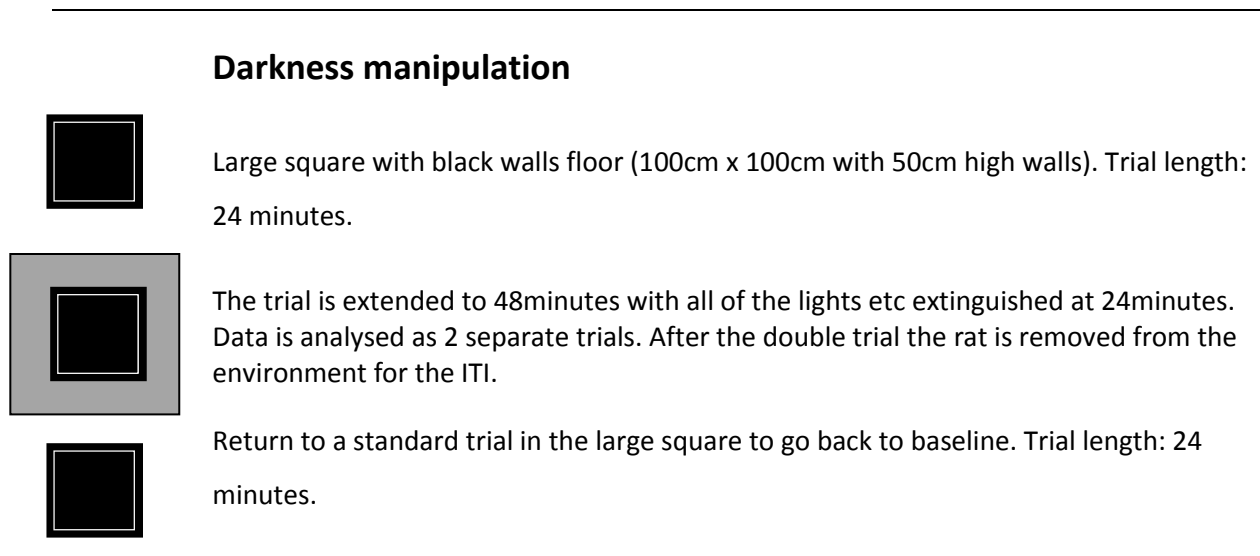 Darkness manipulation
Large square with black walls floor (100cm x 100cm with 50cm high walls). Trial length:
24 minutes.
The trial is extended to 48minutes with all of the lights etc extinguished at 24minutes.
Data is analysed as 2 separate trials. After the double trial the rat is removed from the
environment for the ITI.
Return to a standard trial in the large square to go back to baseline. Trial length: 24
minutes.